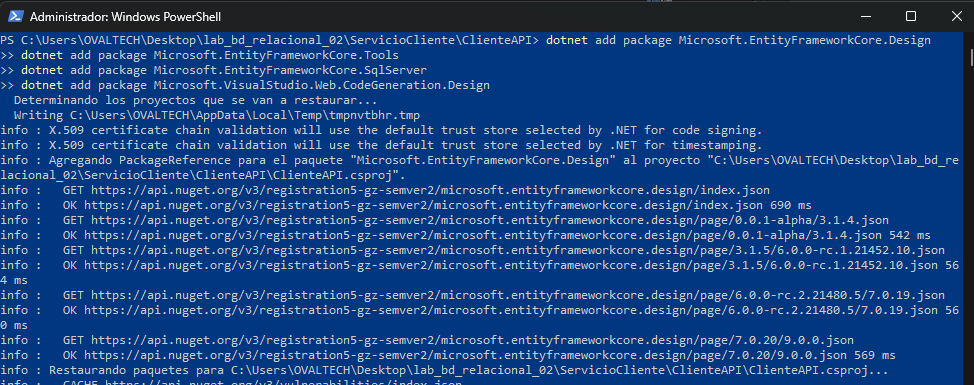 Administrador: Windows PowerShell
PS C:\Users\OVALTECH\Desktop\lab_bd_relacional_02\ServicioCliente\ClienteAPI> dotnet add package Microsoft.EntityFrameworkCore.Design
>> dotnet add package Microsoft.EntityFrameworkCore.Tools
>> dotnet add package Microsoft.EntityFrameworkCore.SqlServer
>> dotnet add package Microsoft.VisualStudio.Web.CodeGeneration.Design
  Determinando los proyectos que se van a restaurar...
  Writing C:\Users\OVALTECH\AppData\Local\Temp\tmpnvtbhr.tmp
info : X.509 certificate chain validation will use the default trust store selected by .NET for code signing.
info : X.509 certificate chain validation will use the default trust store selected by .NET for timestamping.
info : Agregando PackageReference para el paquete "Microsoft.EntityFrameworkCore.Design" al proyecto "C:\Users\OVALTECH\Desktop\lab_bd_re
lacional_02\ServicioCliente\ClienteAPI\ClienteAPI.csproj".
info :   GET https://api.nuget.org/v3/registration5-gz-semver2/microsoft.entityframeworkcore.design/index.json
info :   OK https://api.nuget.org/v3/registration5-gz-semver2/microsoft.entityframeworkcore.design/index.json 690 ms
info :   GET https://api.nuget.org/v3/registration5-gz-semver2/microsoft.entityframeworkcore.design/page/0.0.1-alpha/3.1.4.json
info :   OK https://api.nuget.org/v3/registration5-gz-semver2/microsoft.entityframeworkcore.design/page/0.0.1-alpha/3.1.4.json 542 ms
info :   GET https://api.nuget.org/v3/registration5-gz-semver2/microsoft.entityframeworkcore.design/page/3.1.5/6.0.0-rc.1.21452.10.json
info :   OK https://api.nuget.org/v3/registration5-gz-semver2/microsoft.entityframeworkcore.design/page/3.1.5/6.0.0-rc.1.21452.10.json 56
4 ms
info :   GET https://api.nuget.org/v3/registration5-gz-semver2/microsoft.entityframeworkcore.design/page/6.0.0-rc.2.21480.5/7.0.19.json
info :   OK https://api.nuget.org/v3/registration5-gz-semver2/microsoft.entityframeworkcore.design/page/6.0.0-rc.2.21480.5/7.0.19.json 56
0 ms
info :   GET https://api.nuget.org/v3/registration5-gz-semver2/microsoft.entityframeworkcore.design/page/7.0.20/9.0.0.json
info :   OK https://api.nuget.org/v3/registration5-gz-semver2/microsoft.entityframeworkcore.design/page/7.0.20/9.0.0.json 569 ms
info : Restaurando paquetes para C:\Users\OVALTECH\Desktop\lab_bd_relacional_02\ServicioCliente\ClienteAPI\ClienteAPI.csproj...
info :   CACHE https://api.nuget.org/v3/vulnerabilities/index.json